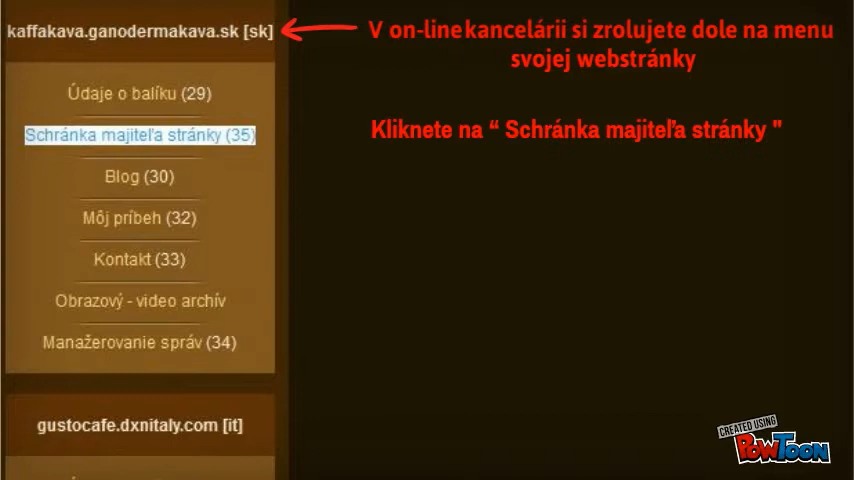 kaffakava.ganodermakava.sk [sk]
V on-linekancelárii si zrolujete dole na menu
svojej webstránky
Údaje o balíku (29)
Schránka majiteľa stránky (35)
Kliknete na “ Schránka majiteľa stránky "
Blog (30)
Môj príbeh (32)
Kontakt (33)
Obrazový - video archív
Manažerovanie správ (34)
gustocafe.dxnitaly.com [it]
CREATED USING
POWTOON